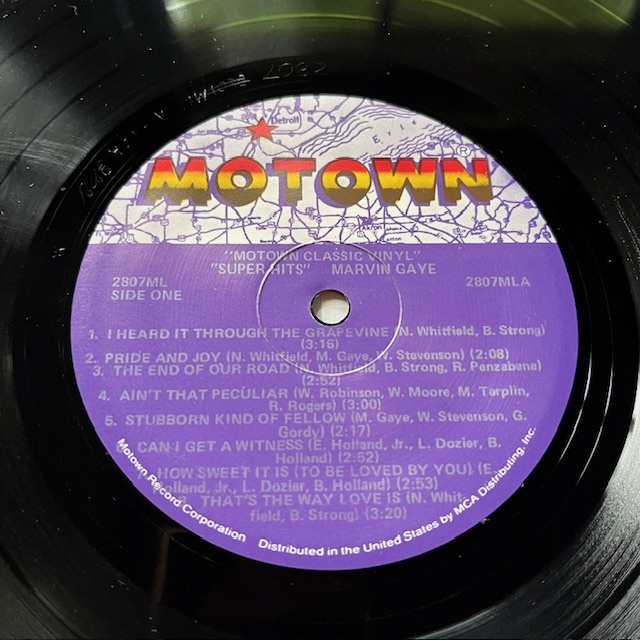 Detroit
MOTOWN
"MOTOWN CLASSIC VINYL"
"SUPER HITS" MARVIN GAYE
2807ML
SIDE ONE
2807MLA
1. I HEARD IT THROUGH THE GRAPEVINE (N. Whitfield, B. Strong)
(3:16)
2. PRIDE AND JOY (N. Whitfield, M. Gaye, W. Stevenson) (2:08)
3. THE END OF OUR ROAD (N. Whitfield, B. Strong, R. Penzabene)
(2:52)
4. AIN'T THAT PECULIAR (W. Robinson, W. Moore, M. Tarplin,
R. Rogers) (3:00)
5. STUBBORN KIND OF FELLOW (M. Gaye, W. Stevenson, G.
Gordy) (2:17)
CAN I GET A WITNESS (E. Holland, Jr., L. Dozier, B.
Holland) (2:52)
HOW SWEET IT IS (TO BE LOVED BY YOU) (E.
Holland, Jr., L. Dozier, B. Holland) (2:53)
THAT'S THE WAY LOVE IS (N. Whit-
field, B. Strong) (3:20)
Motown Record Corporation Distributed in the United States by MCA Distributing, Inc.